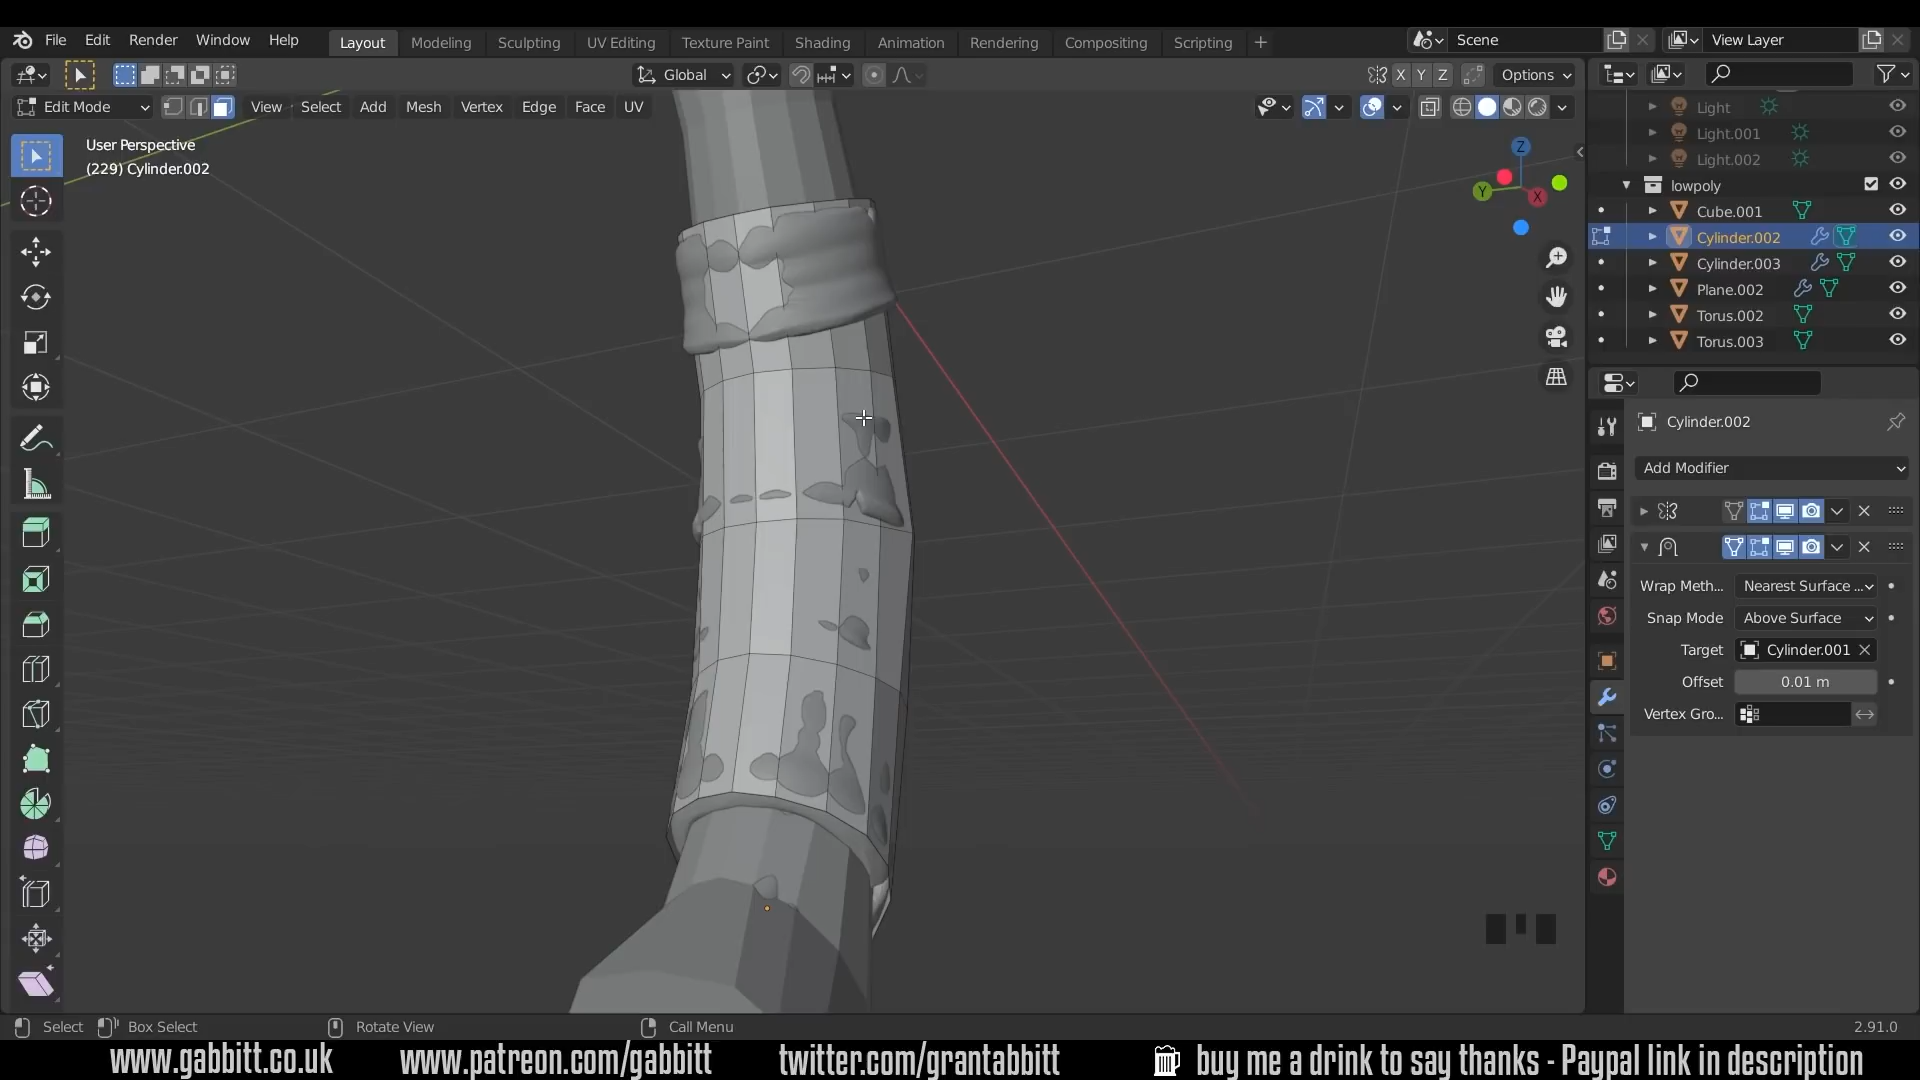 File Edit Render Window Help Layout Modeling Sculpting UV Editing Texture Paint Shading Animation Rendering Compositing Scripting + Scene View Layer
Global X Y Z Options
Edit Mode View Select Add Mesh Vertex Edge Face UV
User Perspective
(229) Cylinder.002
Z
Y
X
Light
Light.001
Light.002
lowpoly
Cube.001
Cylinder.002
Cylinder.003
Plane.002
Torus.002
Torus.003
Cylinder.002
Add Modifier
Wrap Meth... Nearest Surface ...
Snap Mode Above Surface
Target Cylinder.001
Offset 0.01 m
Vertex Gro...
Select Box Select Rotate View Call Menu 2.91.0
www.gabbitt.co.uk www.patreon.com/gabbitt twitter.com/grantabbitt buy me a drink to say thanks - Paypal link in description